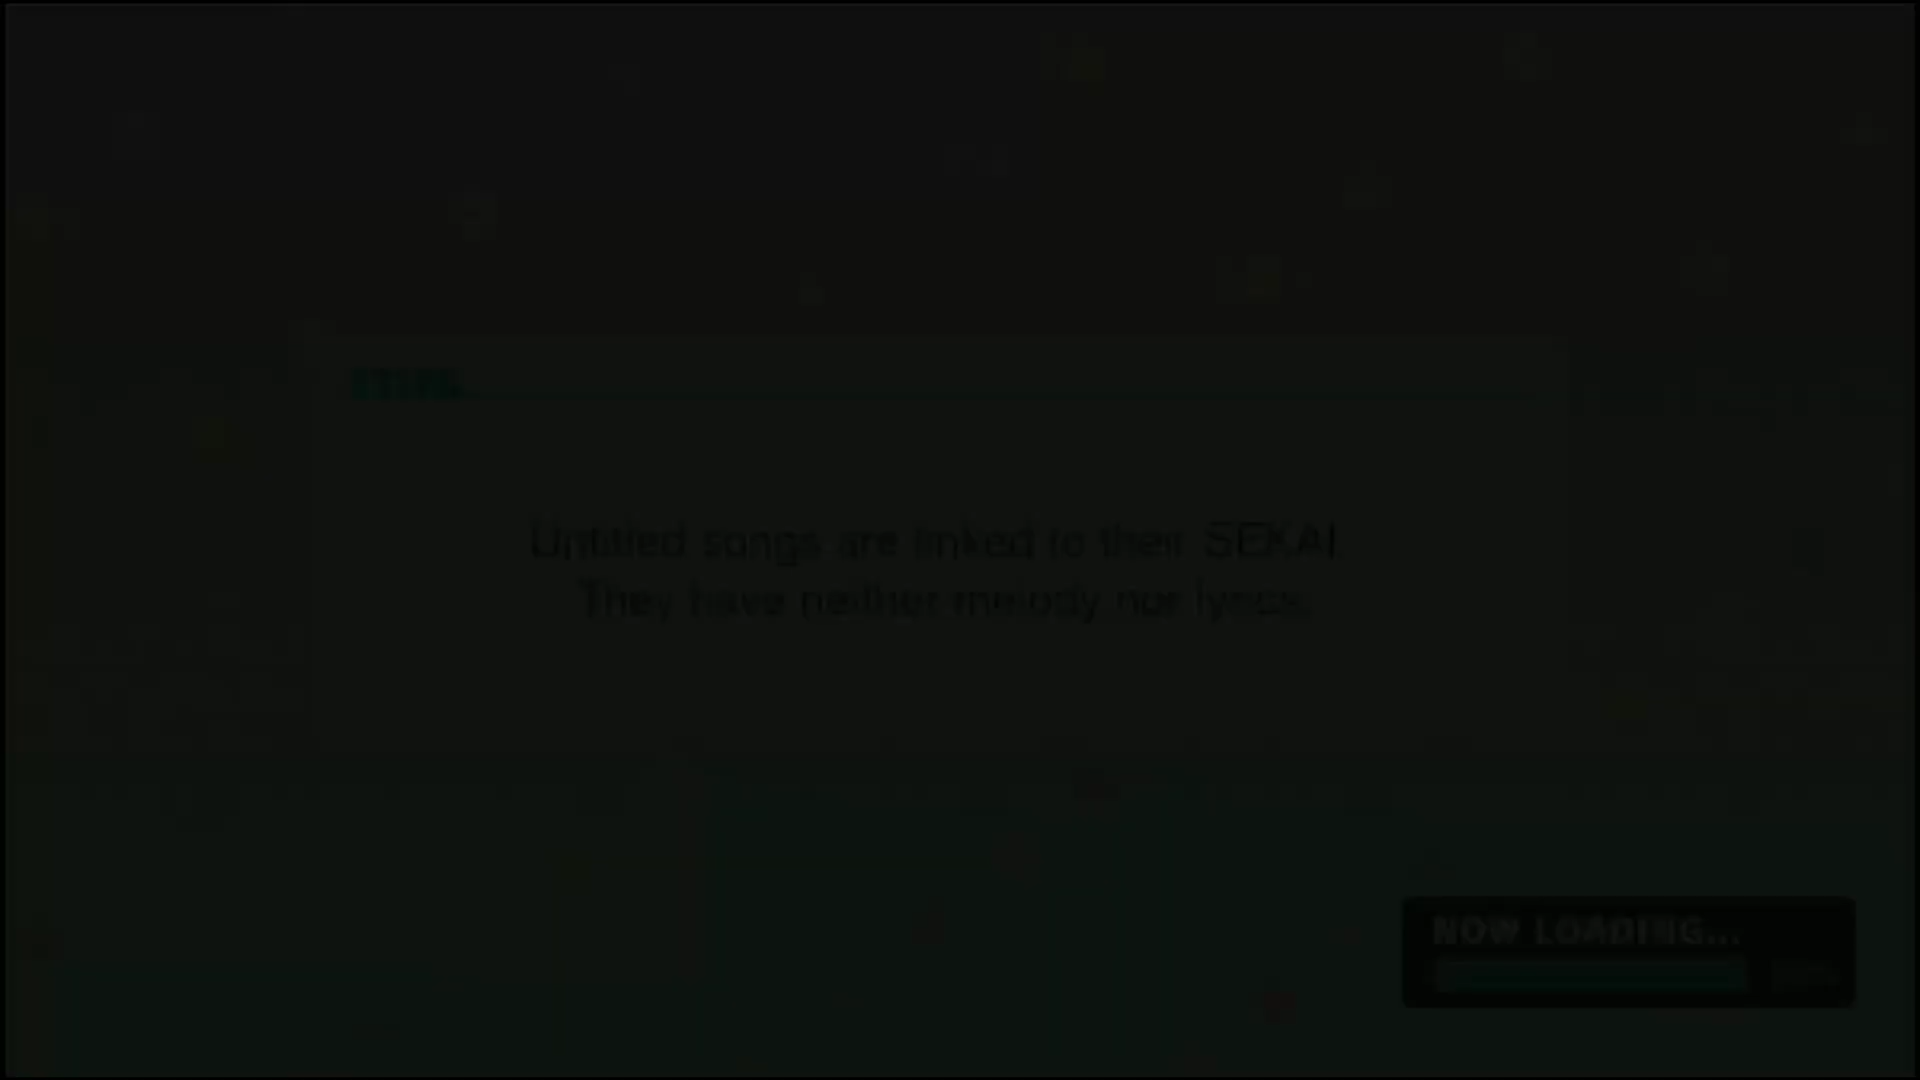 Untitled songs are linked to their SEKAI
They have neither melody nor lyrics.
NOW LOADING...